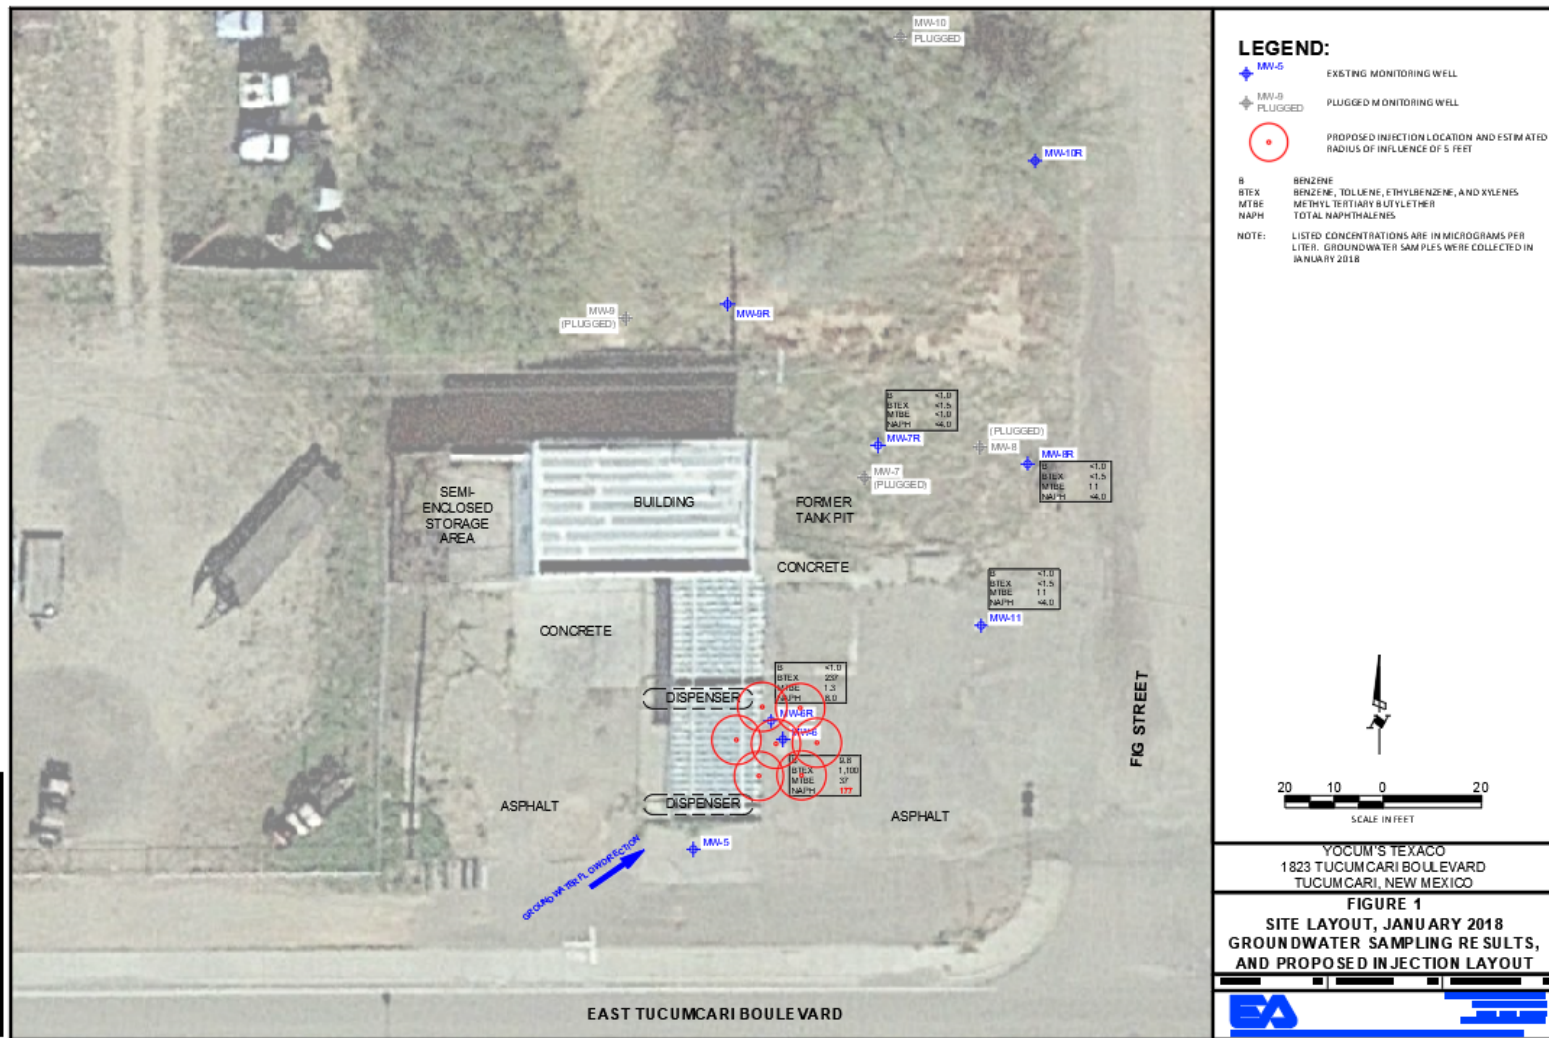 MW-10
PLUGGED
MW-10R
MW-9
(PLUGGED)
MW-9R
B <1.0
BTEX <1.5
MTBE <1.0
NAPH <4.0
MW-7R
(PLUGGED)
MW-8
MW-8R
MW-7
(PLUGGED)
B <1.0
BTEX <1.5
MTBE 11
NAPH <4.0
SEMI-
ENCLOSED
STORAGE
AREA
BUILDING
FORMER
TANK PIT
CONCRETE
B <1.0
BTEX <1.5
MTBE 11
NAPH <4.0
MW-11
CONCRETE
B <1.0
BTEX 237
MTBE 1.3
NAPH 8.0
DISPENSER
MW-6R
MW-6
B 9.8
BTEX 1,100
MTBE 37
NAPH 177
DISPENSER
ASPHALT
ASPHALT
MW-5
GROUNDWATER FLOW DIRECTION
FIG STREET
EAST TUCUMCARI BOULEVARD
LEGEND:
MW-5
EXISTING MONITORING WELL
MW-9
PLUGGED
PLUGGED MONITORING WELL
PROPOSED INJECTION LOCATION AND ESTIMATED
RADIUS OF INFLUENCE OF 5 FEET
B BENZENE
BTEX BENZENE, TOLUENE, ETHYLBENZENE, AND XYLENES
MTBE METHYL TERTIARY BUTYL ETHER
NAPH TOTAL NAPHTHALENES
NOTE: LISTED CONCENTRATIONS ARE IN MICROGRAMS PER
LITER. GROUNDWATER SAMPLES WERE COLLECTED IN
JANUARY 2018
N
20 10 0 20
SCALE IN FEET
YOCUM'S TEXACO
1823 TUCUMCARI BOULEVARD
TUCUMCARI, NEW MEXICO
FIGURE 1
SITE LAYOUT, JANUARY 2018
GROUNDWATER SAMPLING RESULTS,
AND PROPOSED INJECTION LAYOUT
EA